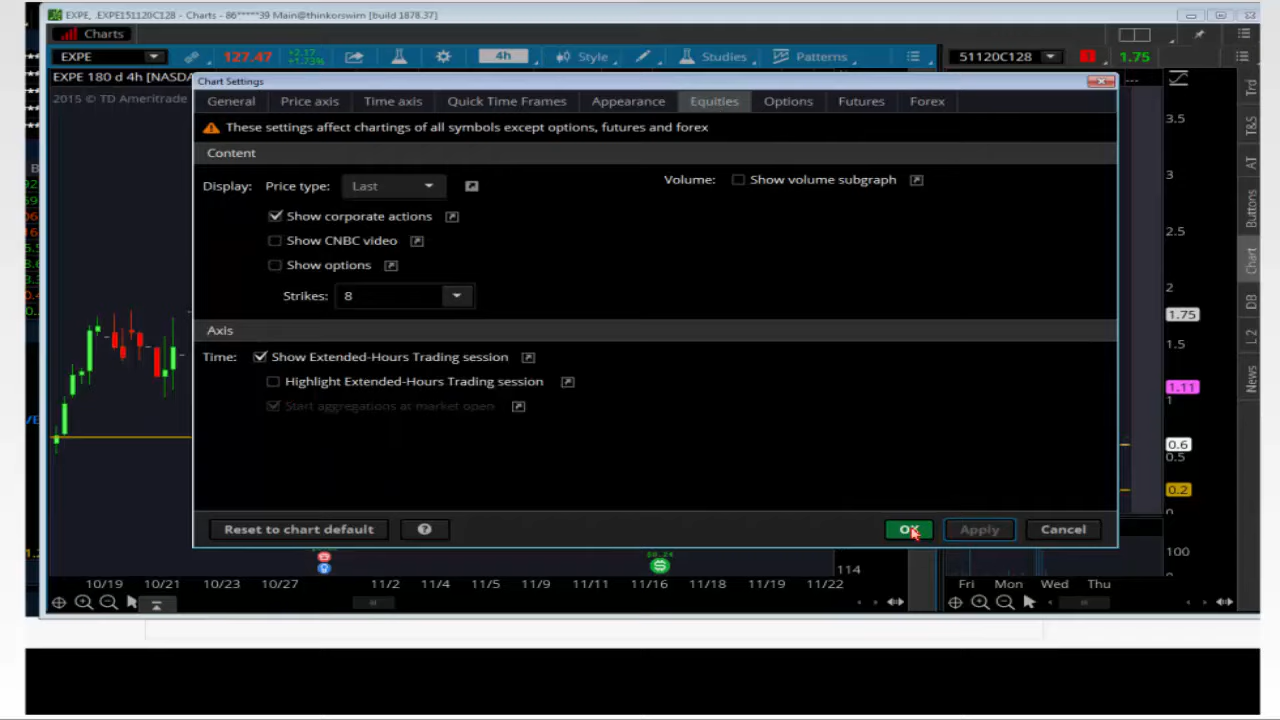 EXPE, .EXPE151120C128 - Charts - 86*****39 Main@thinkorswim [build 1878.37]
Charts
EXPE 127.47 +2.17 +1.73% 4h Style Studies Patterns 51120C128 1 1.75
EXPE 180 d 4h [NASDA
2015 © TD Ameritrade
Chart Settings
General Price axis Time axis Quick Time Frames Appearance Equities Options Futures Forex
These settings affect chartings of all symbols except options, futures and forex
Content
Display: Price type: Last
Volume: Show volume subgraph
Show corporate actions
Show CNBC video
Show options
Strikes: 8
Axis
Time: Show Extended-Hours Trading session
Highlight Extended-Hours Trading session
Start aggregations at market open
Reset to chart default ? OK Apply Cancel
3.5
3
2.5
2
1.75
1.5
1.11
1
0.6
0.5
0.2
0
100
Trd
T&S
AT
Buttons
Chart
DB
L 2
News
114
10/19 10/21 10/23 10/27 11/2 11/4 11/5 11/9 11/11 11/16 11/18 11/19 11/22
Fri Mon Wed Thu